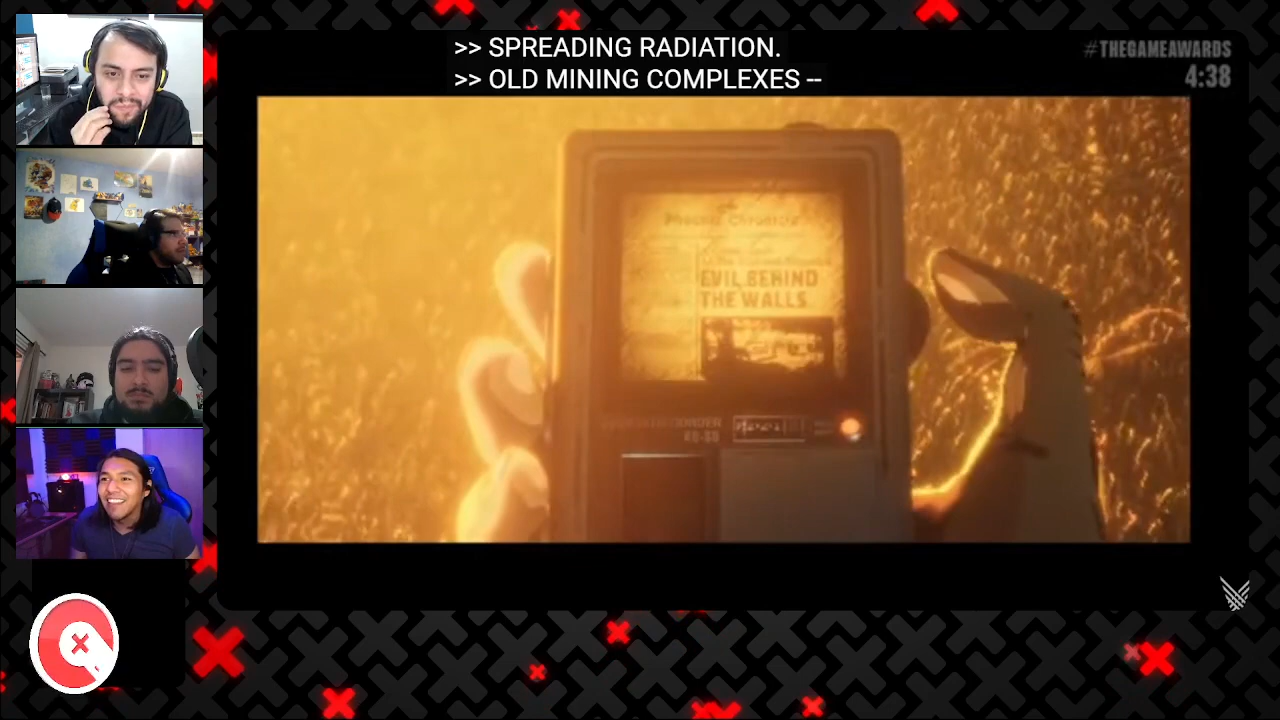 >> SPREADING RADIATION.
>> OLD MINING COMPLEXES --
#THEGAMEAWARDS
4:38
EVIL BEHIND
THE WALLS